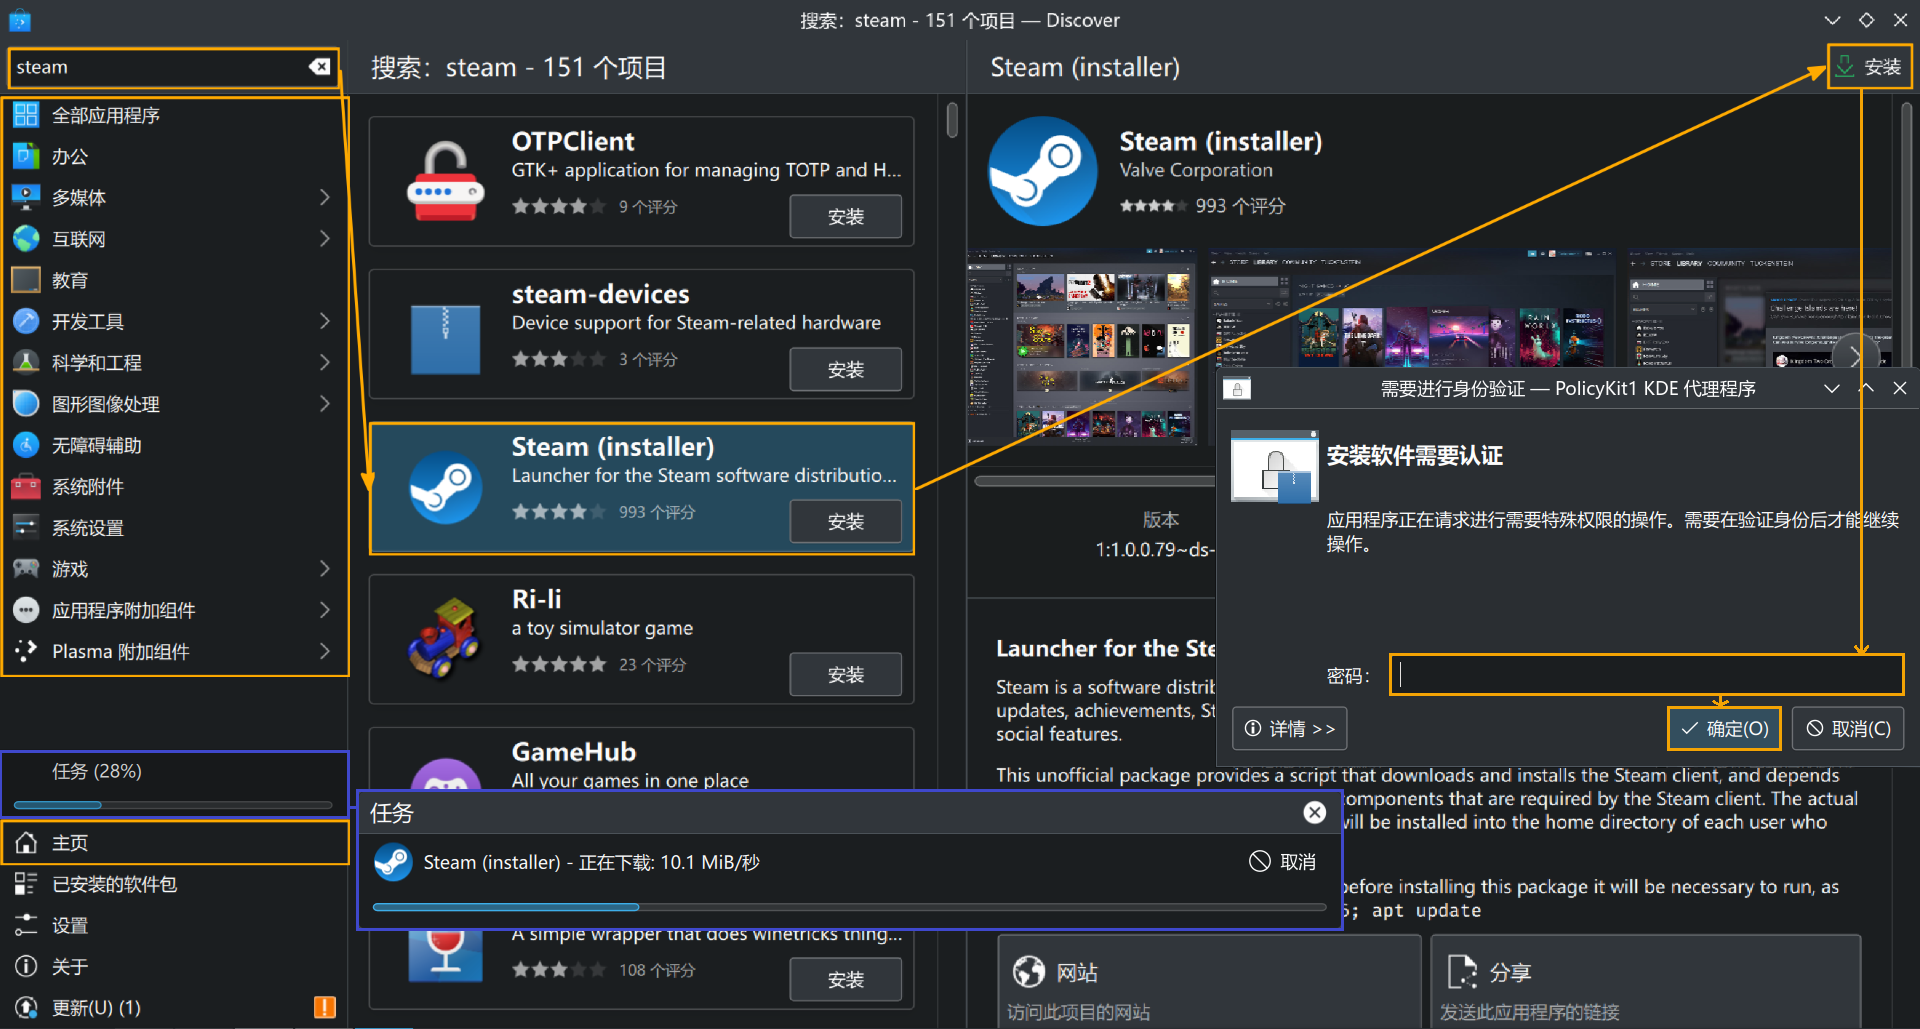 搜索：steam - 151 个项目 — Discover
steam
全部应用程序
办公
多媒体
互联网
教育
开发工具
科学和工程
图形图像处理
无障碍辅助
系统附件
系统设置
游戏
应用程序附加组件
Plasma 附加组件
任务 (28%)
主页
已安装的软件包
设置
关于
更新(U) (1)
搜索：steam - 151 个项目
OTPClient
GTK+ application for managing TOTP and H...
9 个评分
安装
steam-devices
Device support for Steam-related hardware
3 个评分
安装
Steam (installer)
Launcher for the Steam software distributio...
993 个评分
安装
Ri-li
a toy simulator game
23 个评分
安装
GameHub
All your games in one place
A simple wrapper that does winetricks thing...
108 个评分
安装
任务
Steam (installer) - 正在下载: 10.1 MiB/秒
取消
Steam (installer)
安装
Steam (installer)
Valve Corporation
993 个评分
STORE LIBRARY COMMUNITY TUCKENSTEIN
RAIN WORLD
STORE LIBRARY COMMUNITY TUCKENSTEIN
版本
1:1.0.0.79~ds-
Launcher for the Ste
Steam is a software distrib
updates, achievements, St
social features.
This unofficial package provides a script that downloads and installs the Steam client, and depends
components that are required by the Steam client. The actual
will be installed into the home directory of each user who
before installing this package it will be necessary to run, as
; apt update
网站
访问此项目的网站
分享
发送此应用程序的链接
需要进行身份验证 — PolicyKit1 KDE 代理程序
安装软件需要认证
应用程序正在请求进行需要特殊权限的操作。需要在验证身份后才能继续
操作。
密码：
详情 >>
确定(O)
取消(C)